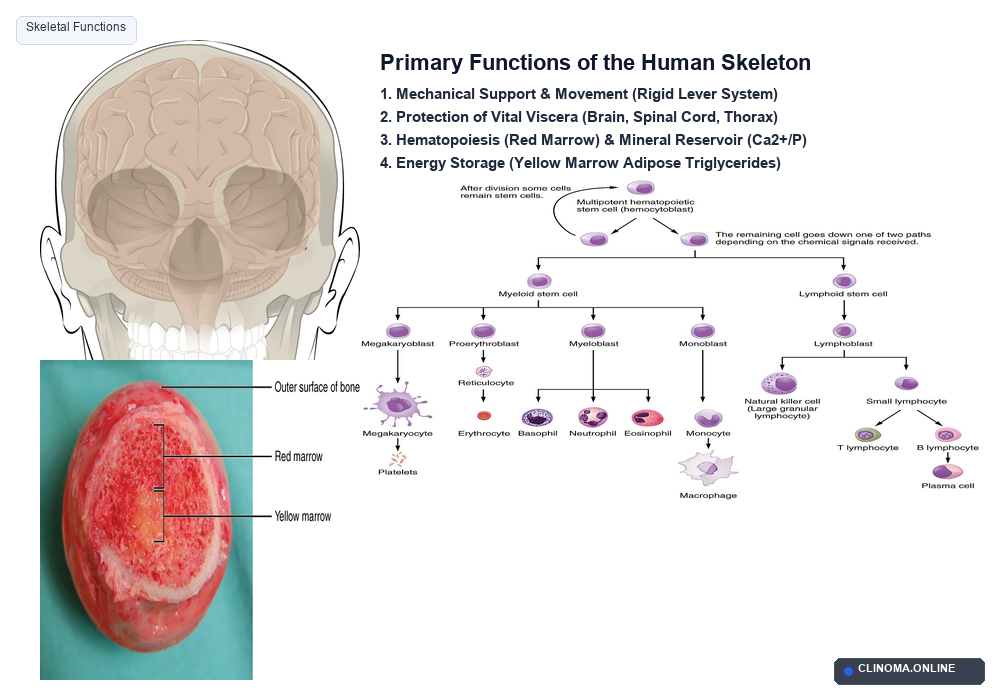 Skeletal Functions
Primary Functions of the Human Skeleton
1. Mechanical Support & Movement (Rigid Lever System)
2. Protection of Vital Viscera (Brain, Spinal Cord, Thorax)
3. Hematopoiesis (Red Marrow) & Mineral Reservoir (Ca2+/P)
4. Energy Storage (Yellow Marrow Adipose Triglycerides)
After division some cells
remain stem cells.
Multipotent hematopoietic
stem cell (hemocytoblast)
The remaining cell goes down one of two paths
depending on the chemical signals received.
Myeloid stem cell
Lymphoid stem cell
Megakaryoblast
Proerythroblast
Myeloblast
Monoblast
Lymphoblast
Reticulocyte
Natural killer cell
(Large granular
lymphocyte)
Small lymphocyte
Megakaryocyte
Erythrocyte
Basophil
Neutrophil
Eosinophil
Monocyte
T lymphocyte
B lymphocyte
Platelets
Macrophage
Plasma cell
Outer surface of bone
Red marrow
Yellow marrow
CLINOMA.ONLINE